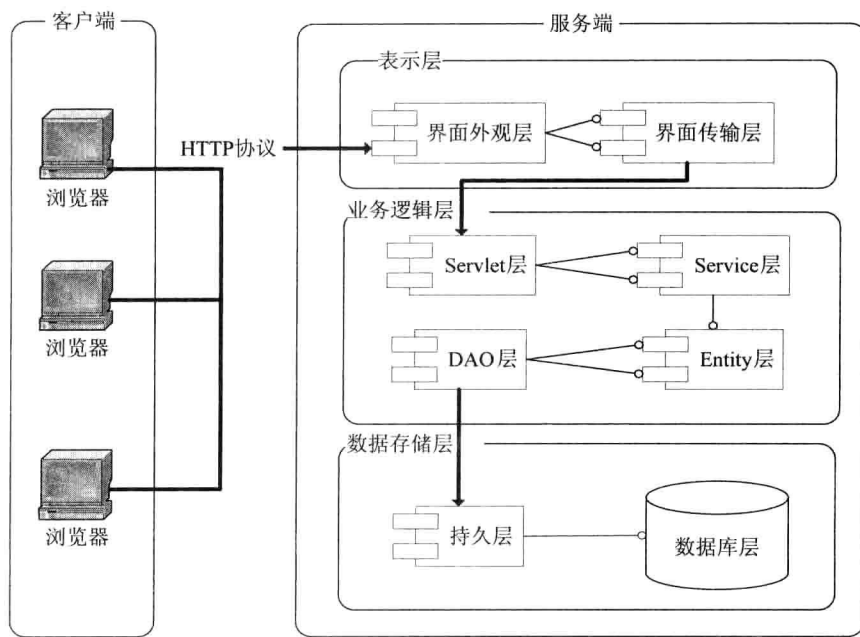 客户端
服务端
表示层
界面外观层
界面传输层
HTTP协议
浏览器
业务逻辑层
Servlet层
Service层
浏览器
DAO层
Entity层
数据存储层
浏览器
持久层
数据库层